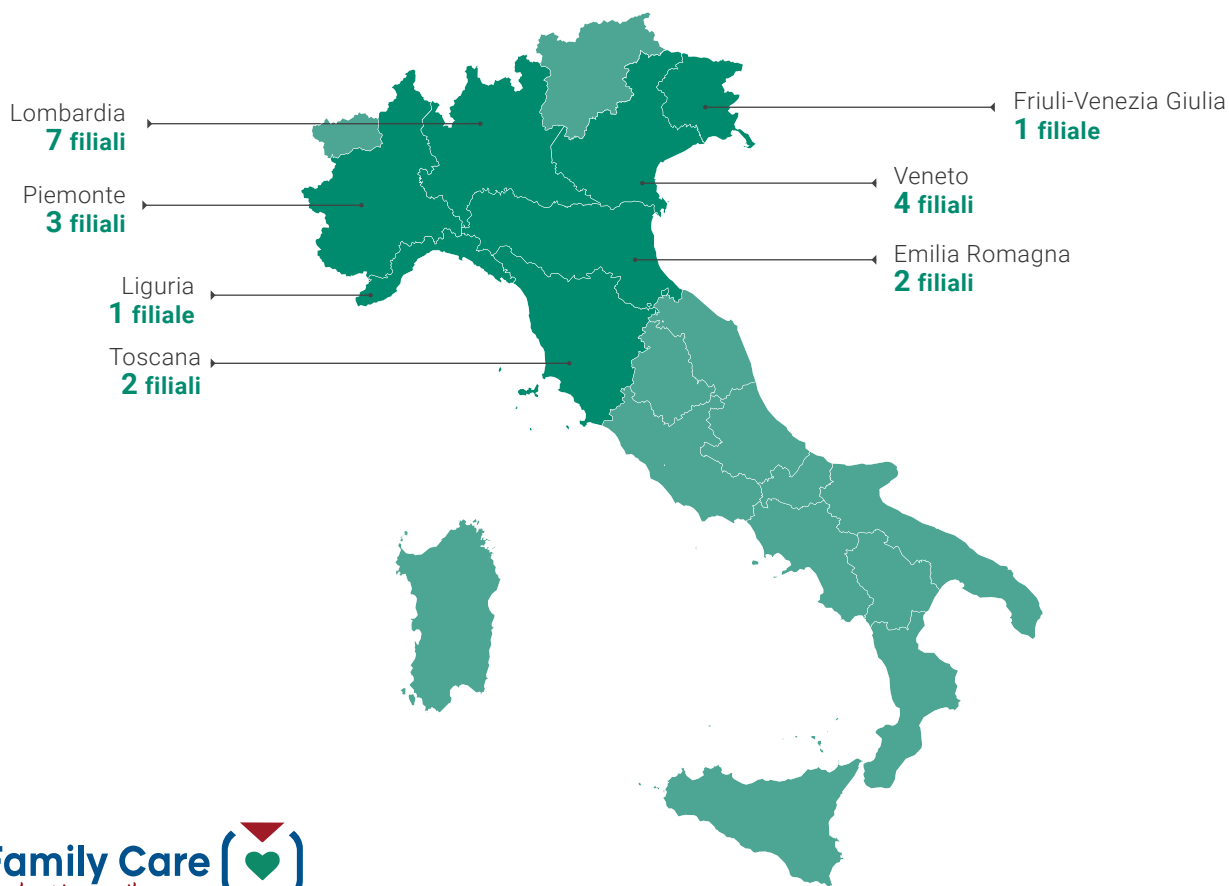 Lombardia
7 filiali
Piemonte
3 filiali
Liguria
1 filiale
Toscana
2 filiali
Friuli-Venezia Giulia
1 filiale
Veneto
4 filiali
Emilia Romagna
2 filiali
Family Care